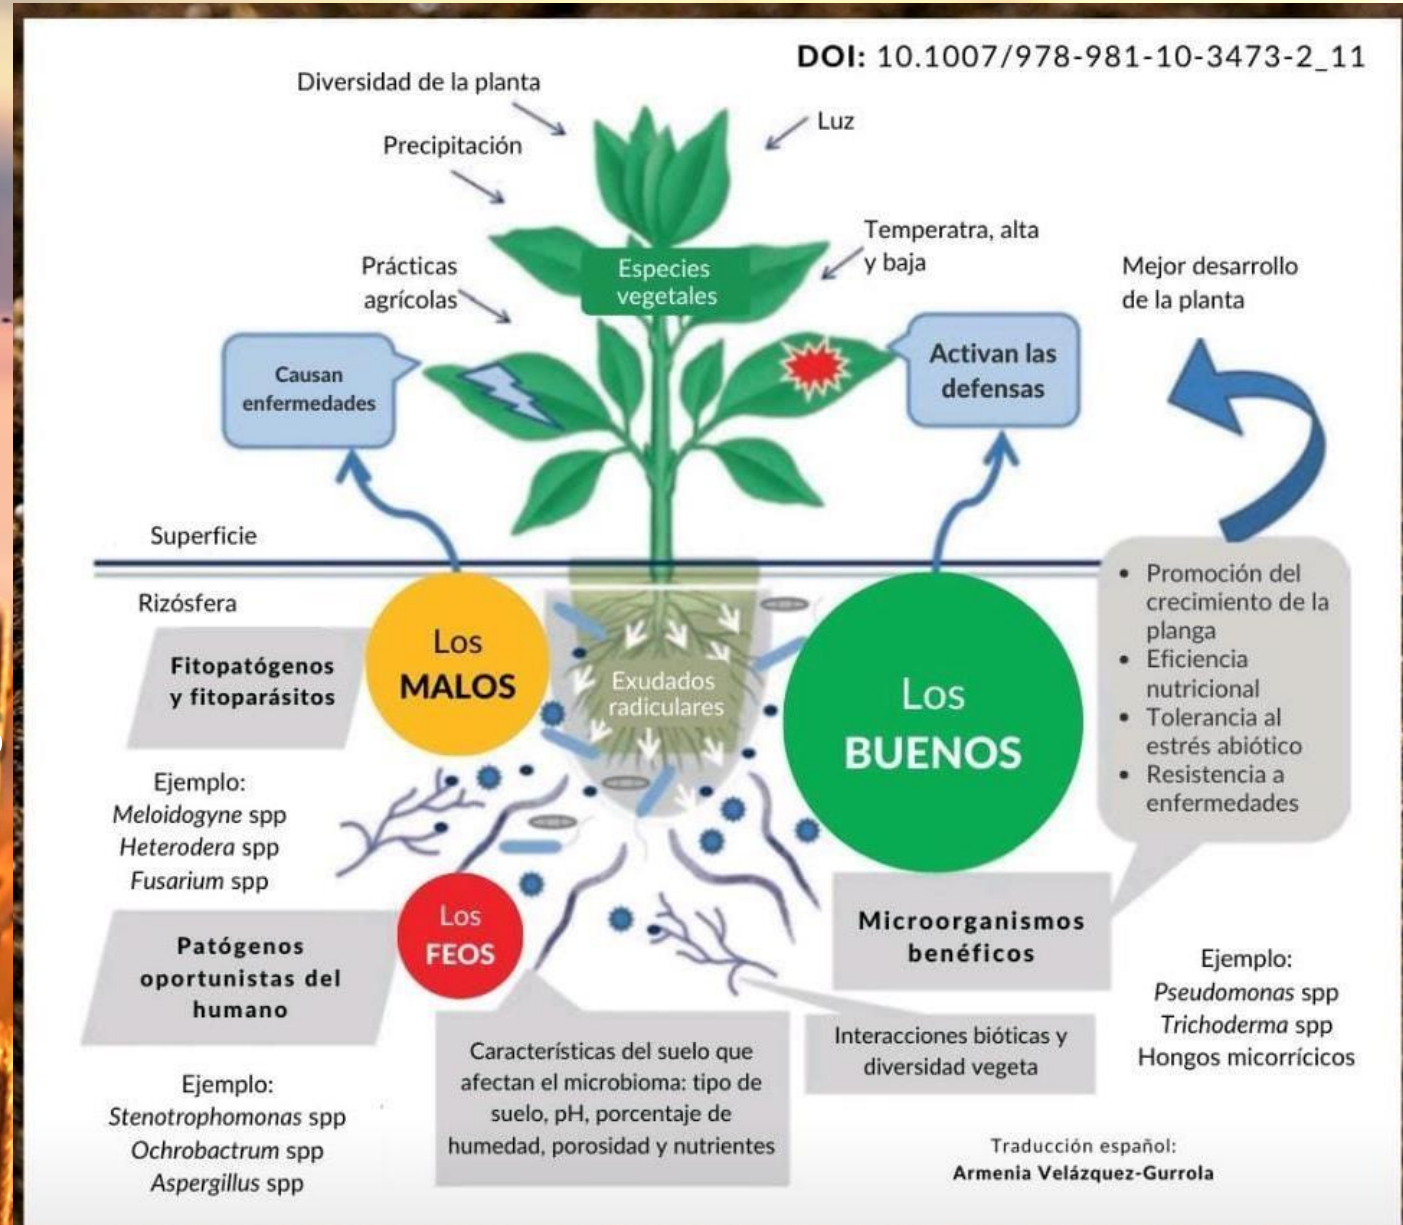 DOI: 10.1007/978-981-10-3473-2_11
Diversidad de la planta
Luz
Precipitación
Temperatra, alta
y baja
Prácticas
agrícolas
Especies
vegetales
Mejor desarrollo
de la planta
Causan
enfermedades
Activan las
defensas
Superficie
Rizósfera
Fitopatógenos
y fitoparásitos
Los
MALOS
Exudados
radiculares
Los
BUENOS
• Promoción del
crecimiento de la
planga
• Eficiencia
nutricional
• Tolerancia al
estrés abiótico
• Resistencia a
enfermedades
Ejemplo:
Meloidogyne spp
Heterodera spp
Fusarium spp
Patógenos
oportunistas del
humano
Los
FEOS
Microorganismos
benéficos
Ejemplo:
Pseudomonas spp
Trichoderma spp
Hongos micorrícicos
Características del suelo que
afectan el microbioma: tipo de
suelo, pH, porcentaje de
humedad, porosidad y nutrientes
Interacciones bióticas y
diversidad vegeta
Ejemplo:
Stenotrophomonas spp
Ochrobactrum spp
Aspergillus spp
Traducción español:
Armenia Velázquez-Gurrola